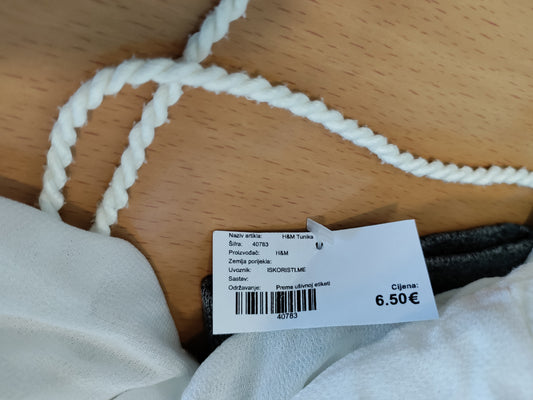 Naziv artikla: H&M Tunika
Šifra: 40783
Proizvođač: H&M
Zemlja porijekla:
Uvoznik: ISKORISTI.ME
Sastav:
Održavanje: Prema ušivnoj etiketi
40783
Cijena:
6.50€